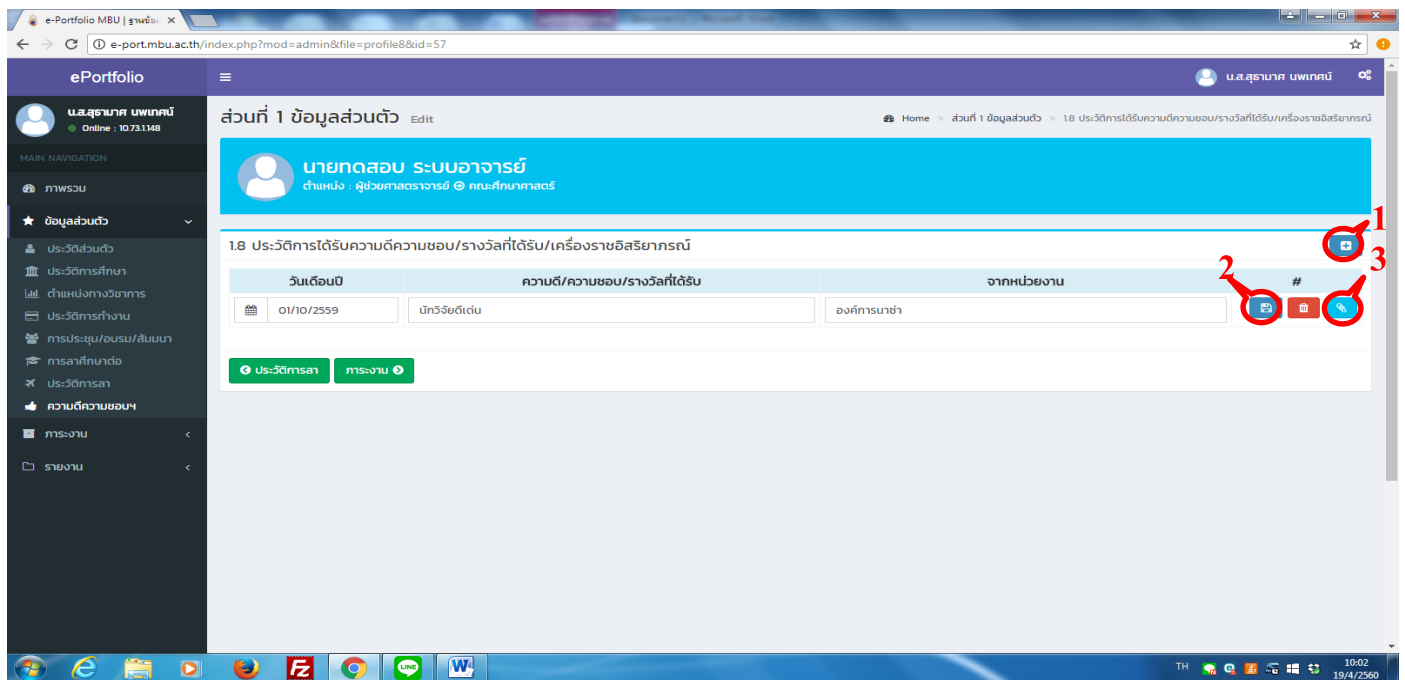 e-Portfolio MBU | ฐานข้อ
e-port.mbu.ac.th/index.php?mod=admin&file=profile8&id=57
ePortfolio
น.ส.สุธามาศ นพเทศน์
น.ส.สุธามาศ นพเทศน์
Online : 10.73.1.148
ส่วนที่ 1 ข้อมูลส่วนตัว Edit
Home > ส่วนที่ 1 ข้อมูลส่วนตัว > 1.8 ประวัติการได้รับความดีความชอบ/รางวัลที่ได้รับ/เครื่องราชอิสริยาภรณ์
MAIN NAVIGATION
ภาพรวม
ข้อมูลส่วนตัว
ประวัติส่วนตัว
ประวัติการศึกษา
ตำแหน่งทางวิชาการ
ประวัติการทำงาน
การประชุม/อบรม/สัมมนา
การลาศึกษาต่อ
ประวัติการลา
ความดีความชอบฯ
ภาระงาน
รายงาน
นายทดสอบ ระบบอาจารย์
ตำแหน่ง : ผู้ช่วยศาสตราจารย์ คณะศึกษาศาสตร์
1.8 ประวัติการได้รับความดีความชอบ/รางวัลที่ได้รับ/เครื่องราชอิสริยาภรณ์
1
วันเดือนปี ความดี/ความชอบ/รางวัลที่ได้รับ จากหน่วยงาน #
2 3
01/10/2559 นักวิจัยดีเด่น องค์การนาซ่า
ประวัติการลา ภาระงาน
LINE
TH
10:02
19/4/2560